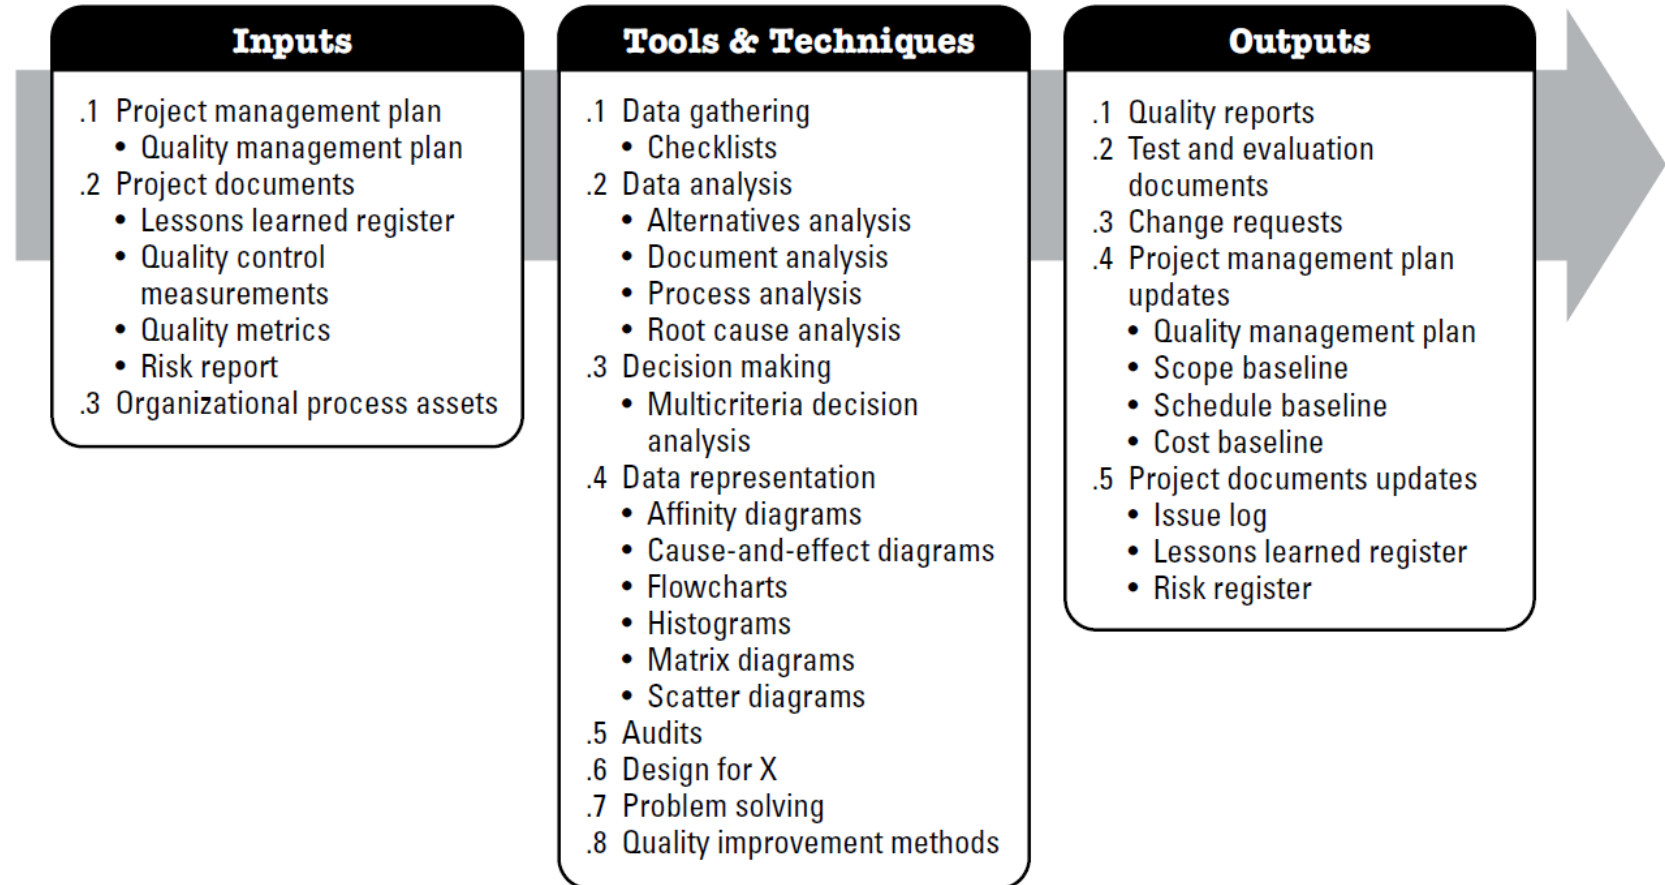 Inputs
.1 Project management plan
• Quality management plan
.2 Project documents
• Lessons learned register
• Quality control
measurements
• Quality metrics
• Risk report
.3 Organizational process assets
Tools & Techniques
.1 Data gathering
• Checklists
.2 Data analysis
• Alternatives analysis
• Document analysis
• Process analysis
• Root cause analysis
.3 Decision making
• Multicriteria decision
analysis
.4 Data representation
• Affinity diagrams
• Cause-and-effect diagrams
• Flowcharts
• Histograms
• Matrix diagrams
• Scatter diagrams
.5 Audits
.6 Design for X
.7 Problem solving
.8 Quality improvement methods
Outputs
.1 Quality reports
.2 Test and evaluation
documents
.3 Change requests
.4 Project management plan
updates
• Quality management plan
• Scope baseline
• Schedule baseline
• Cost baseline
.5 Project documents updates
• Issue log
• Lessons learned register
• Risk register